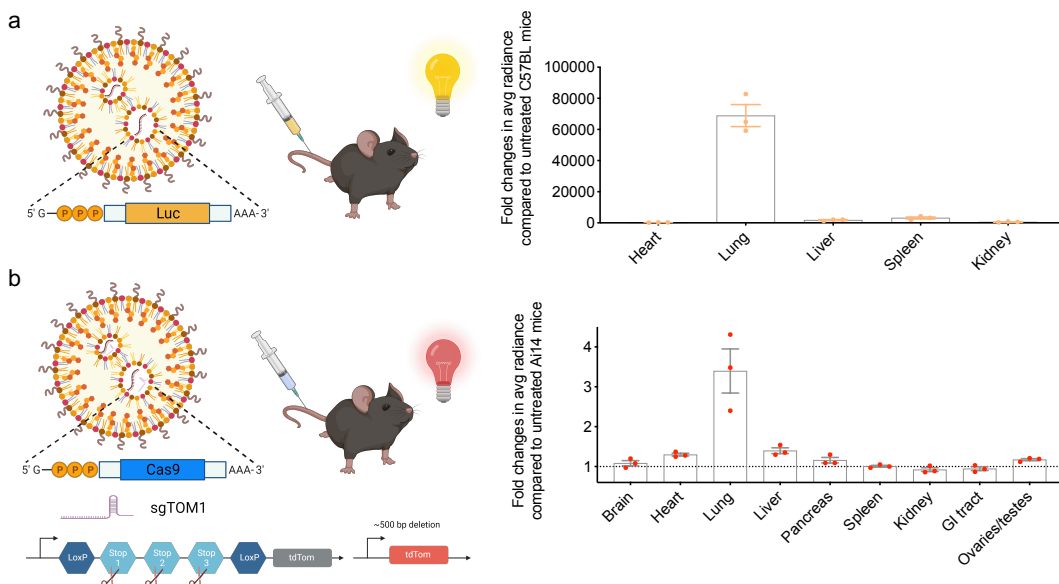 a
5' G
P P P
Luc
AAA- 3'
Fold changes in avg radiance
compared to untreated C57BL mice
100000
80000
60000
40000
20000
0
Heart
Lung
Liver
Spleen
Kidney
b
5' G
P P P
Cas9
AAA- 3'
sgTOM1
LoxP
Stop
1
Stop
2
Stop
3
LoxP
tdTom
~500 bp deletion
tdTom
Fold changes in avg radiance
compared to untreated Ai14 mice
4
3
2
1
Brain
Heart
Lung
Liver
Pancreas
Spleen
Kidney
GI tract
Ovaries/testes